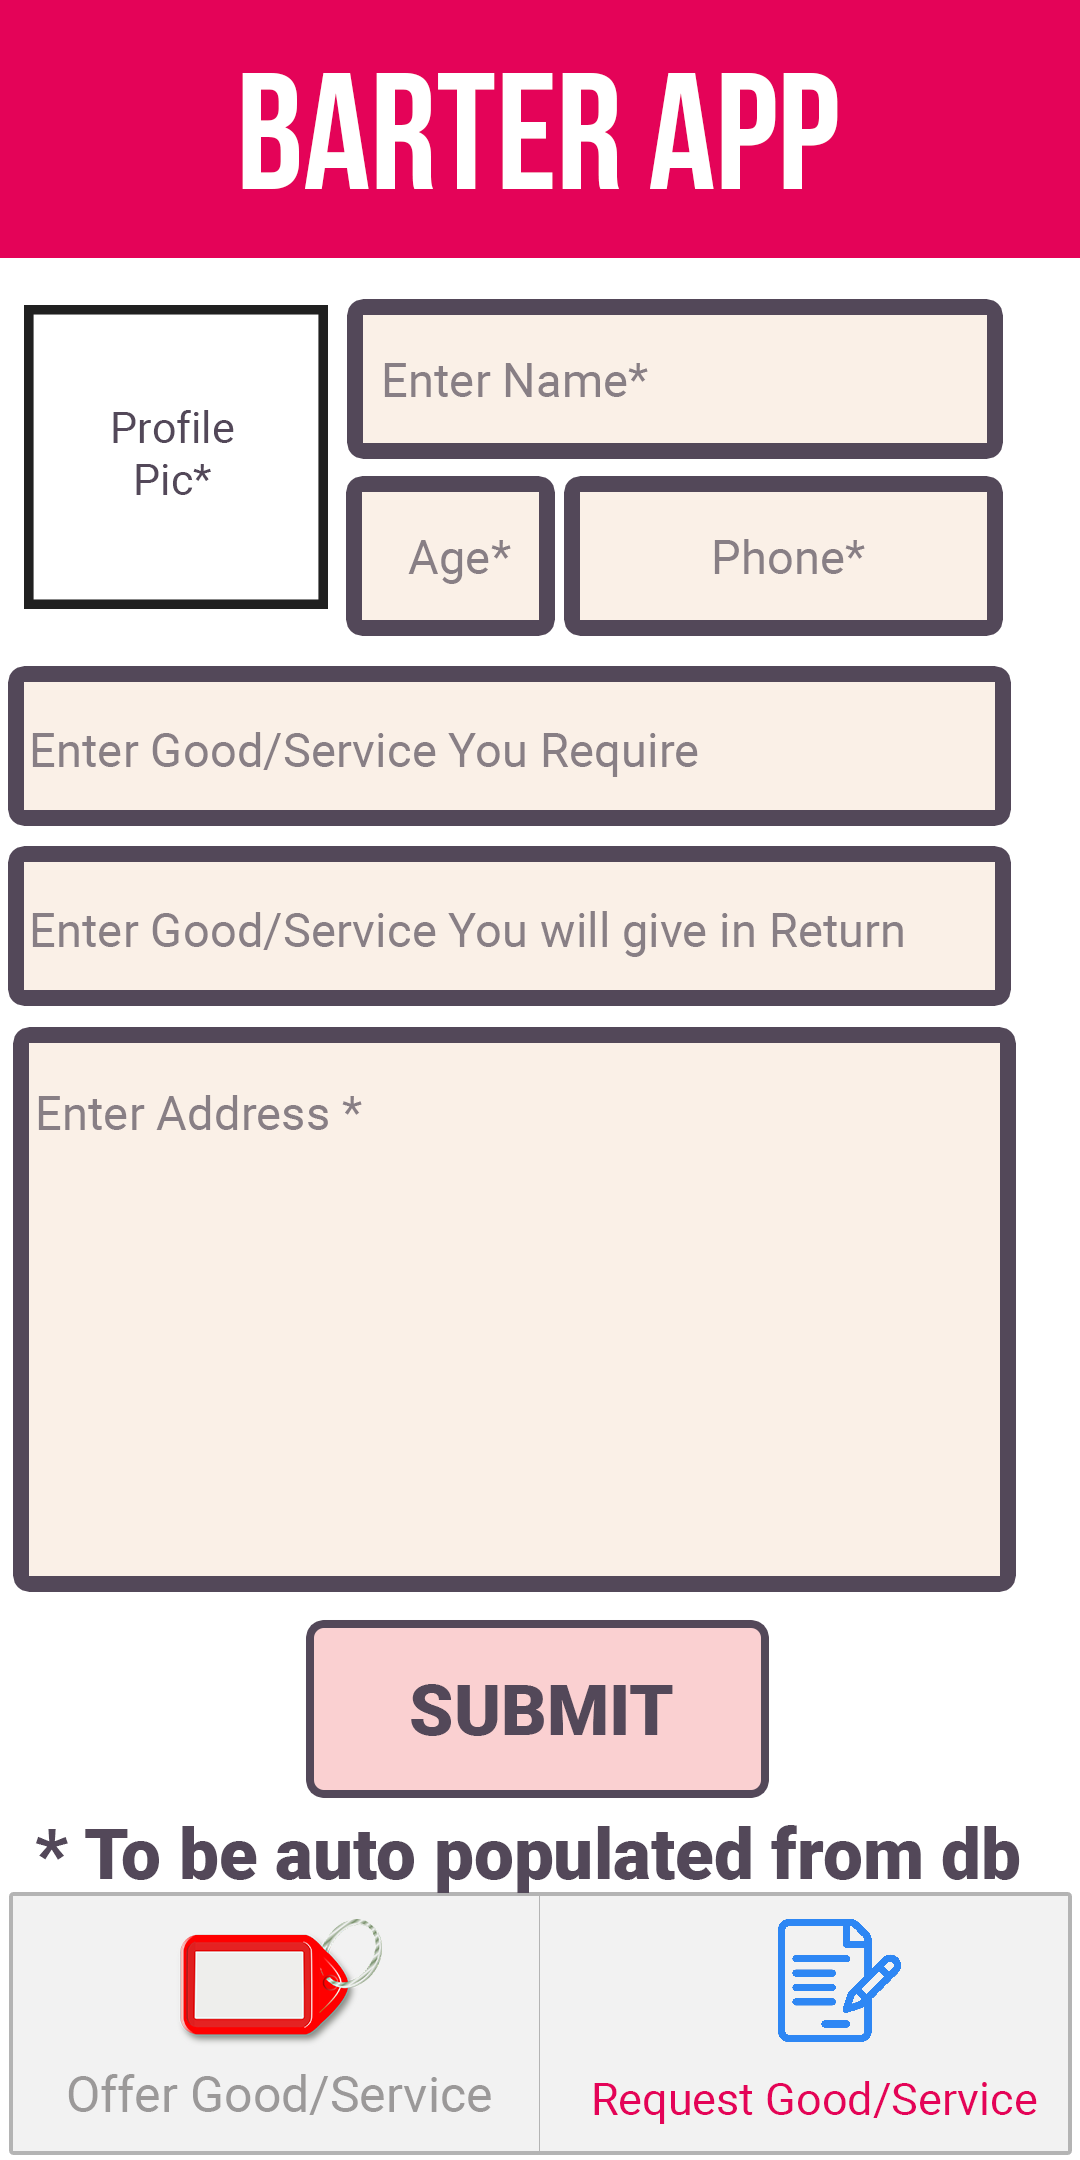 BARTER APP
Profile
Pic*
Enter Name*
Age*
Phone*
Enter Good/Service You Require
Enter Good/Service You will give in Return
Enter Address *
SUBMIT
* To be auto populated from db
Offer Good/Service
Request Good/Service